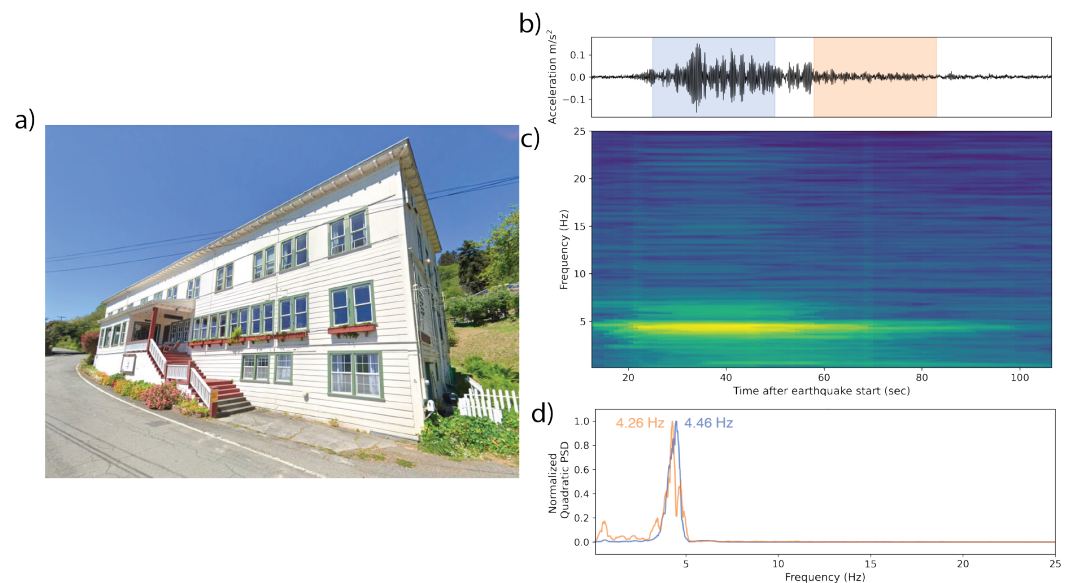 a)
b)
Acceleration m/s²
0.1
0.0
−0.1
c)
Frequency (Hz)
25
20
15
10
5
20
40
60
80
100
Time after earthquake start (sec)
d)
Normalized
Quadratic PSD
1.0
0.8
0.6
0.4
0.2
0.0
4.26 Hz
4.46 Hz
5
10
15
20
25
Frequency (Hz)